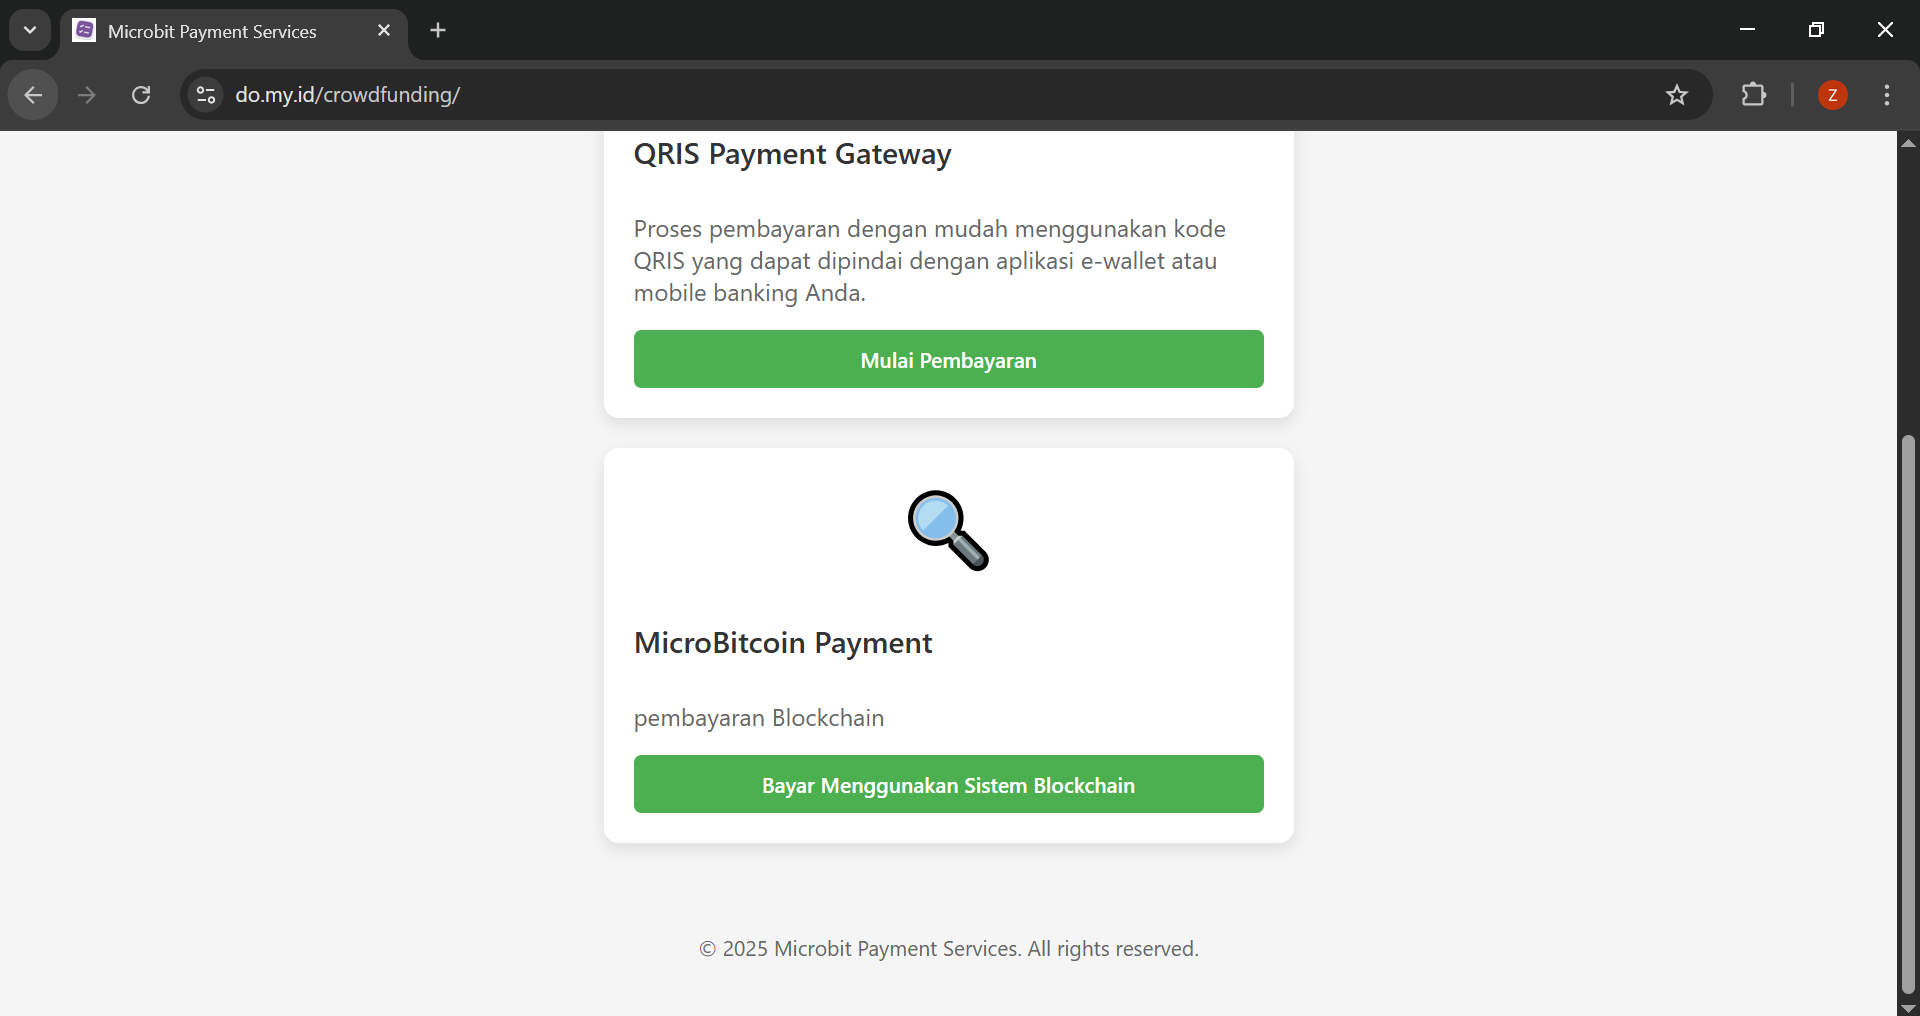 Microbit Payment Services
do.my.id/crowdfunding/
Z
QRIS Payment Gateway
Proses pembayaran dengan mudah menggunakan kode
QRIS yang dapat dipindai dengan aplikasi e-wallet atau
mobile banking Anda.
Mulai Pembayaran
MicroBitcoin Payment
pembayaran Blockchain
Bayar Menggunakan Sistem Blockchain
© 2025 Microbit Payment Services. All rights reserved.